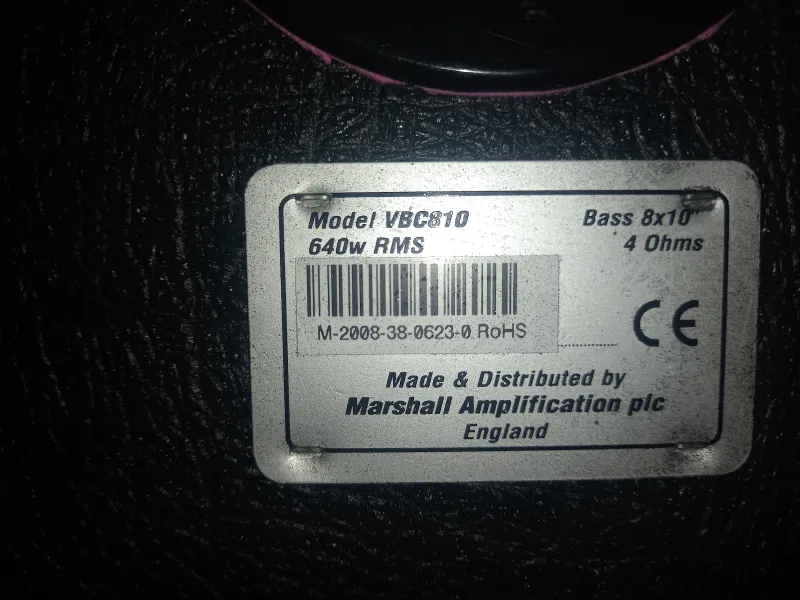 Model VBC810 Bass 8x10"
640w RMS 4 Ohms
M-2008-38-0623-0 RoHS
CE
Made & Distributed by
Marshall Amplification plc
England